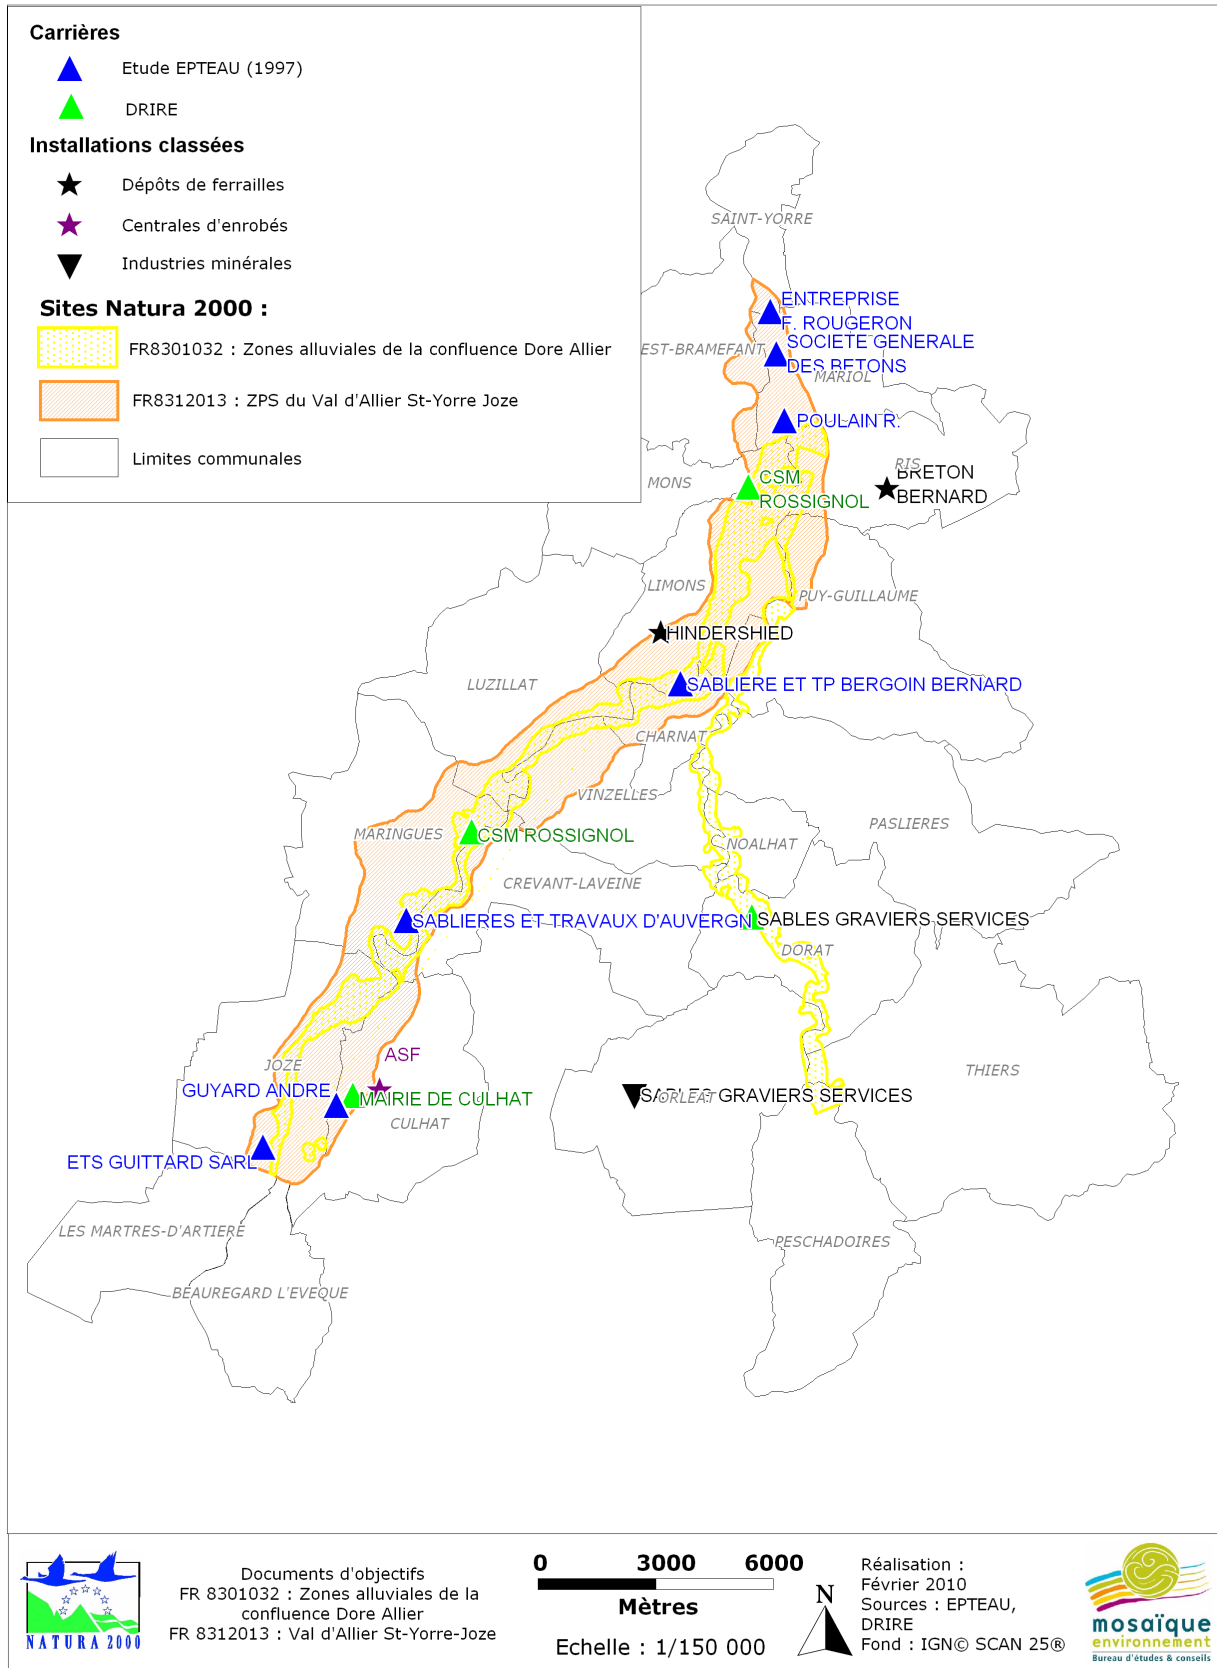 Carrières
Etude EPTEAU (1997)
DRIRE
Installations classées
Dépôts de ferrailles
Centrales d'enrobés
Industries minérales
Sites Natura 2000 :
FR8301032 : Zones alluviales de la confluence Dore Allier
FR8312013 : ZPS du Val d'Allier St-Yorre Joze
Limites communales
SAINT-YORRE
ENTREPRISE
F. ROUGERON
EST-BRAMEFANT
SOCIETE GENERALE
DES BETONS
MARIOL
POULAIN R.
RIS
MONS
CSM
ROSSIGNOL
BRETON
BERNARD
LIMONS
PUY-GUILLAUME
HINDERSHIED
LUZILLAT
SABLIERE ET TP BERGOIN BERNARD
CHARNAT
VINZELLES
MARINGUES
CSM ROSSIGNOL
PASLIERES
NOALHAT
CREVANT-LAVEINE
SABLIERES ET TRAVAUX D'AUVERGN
SABLES GRAVIERS SERVICES
DORAT
ASF
JOZE
GUYARD ANDRE
MAIRIE DE CULHAT
CULHAT
SABLES GRAVIERS SERVICES
ORLEAT
THIERS
ETS GUITTARD SARL
LES MARTRES-D'ARTIERE
PESCHADOIRES
BEAUREGARD L'EVEQUE
NATURA 2000
Documents d'objectifs
FR 8301032 : Zones alluviales de la
confluence Dore Allier
FR 8312013 : Val d'Allier St-Yorre-Joze
0 3000 6000
Mètres
Echelle : 1/150 000
N
Réalisation :
Février 2010
Sources : EPTEAU,
DRIRE
Fond : IGN© SCAN 25®
mosaïque
environnement
Bureau d'études & conseils